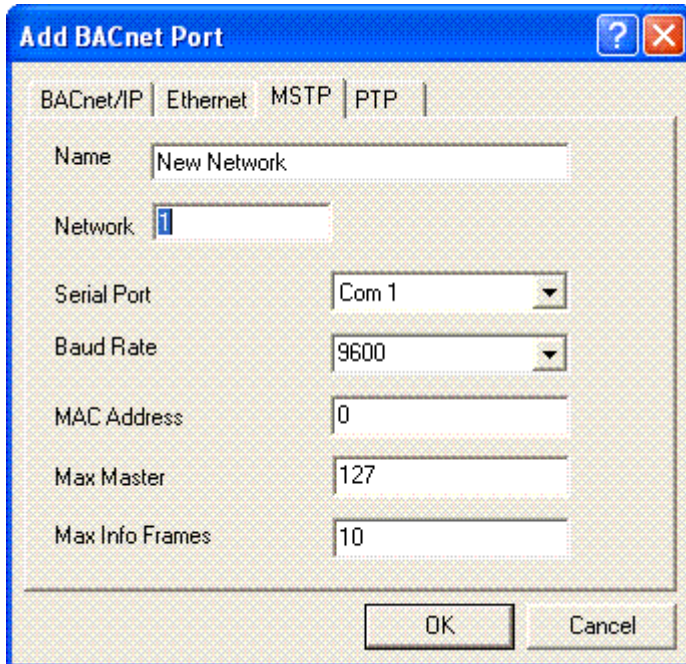 Add BACnet Port
?
BACnet/IP Ethernet MSTP PTP
Name New Network
Network 1
Serial Port Com 1
Baud Rate 9600
MAC Address 0
Max Master 127
Max Info Frames 10
OK Cancel